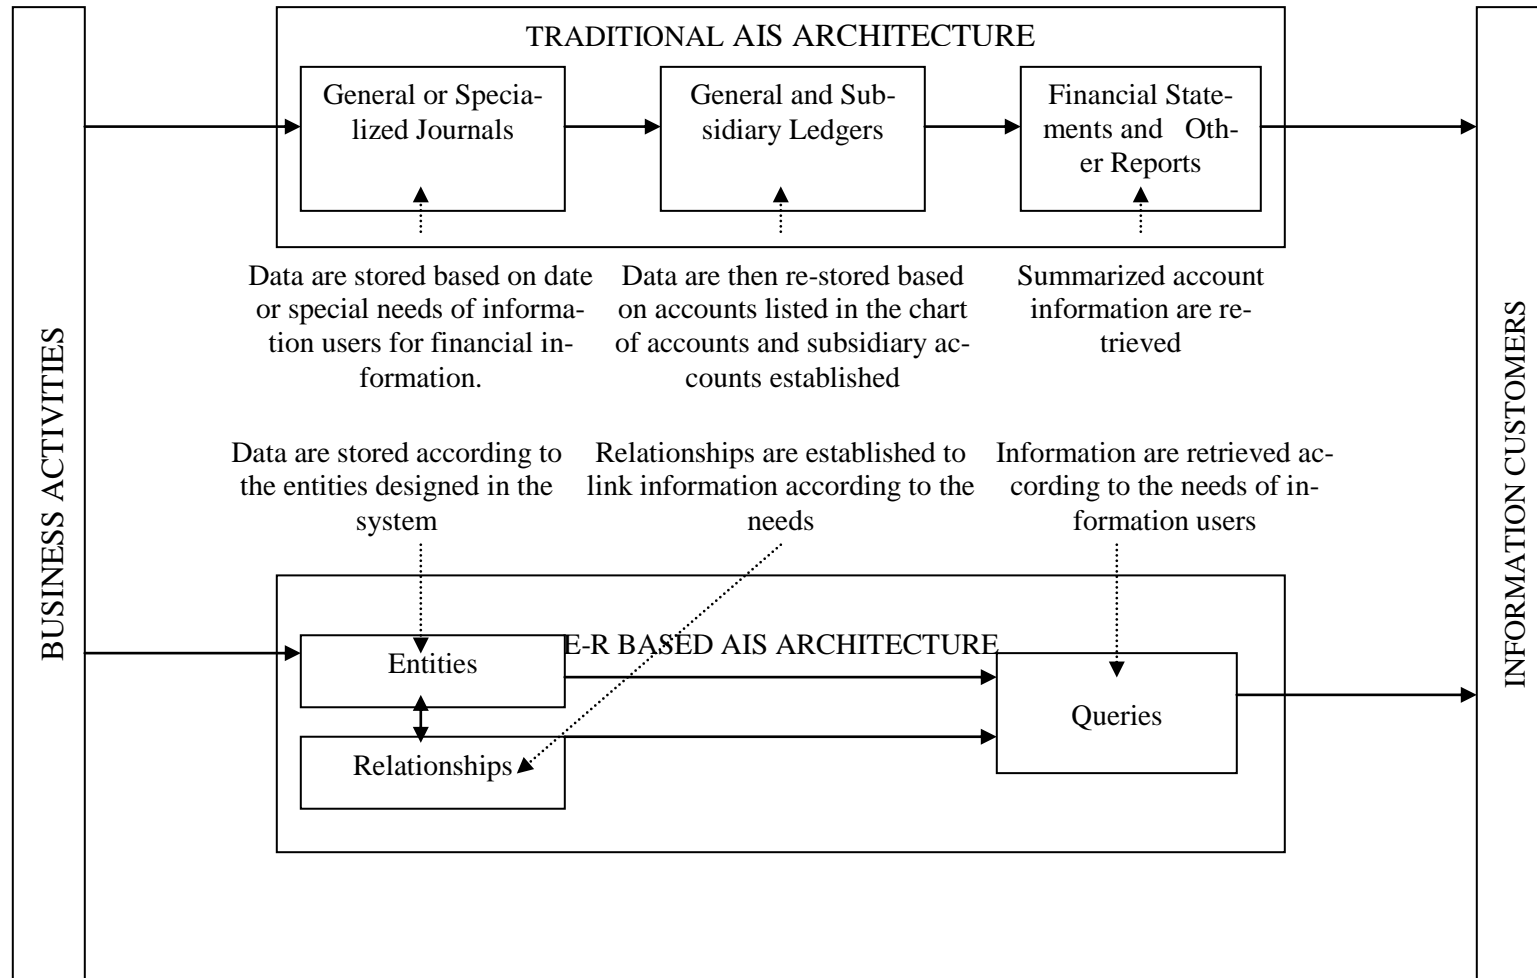 BUSINESS ACTIVITIES
TRADITIONAL AIS ARCHITECTURE
General or Specia-
lized Journals
General and Sub-
sidiary Ledgers
Financial State-
ments and Oth-
er Reports
Data are stored based on date
or special needs of informa-
tion users for financial in-
formation.
Data are then re-stored based
on accounts listed in the chart
of accounts and subsidiary ac-
counts established
Summarized account
information are re-
trieved
Data are stored according to
the entities designed in the
system
Relationships are established to
link information according to the
needs
Information are retrieved ac-
cording to the needs of in-
formation users
E-R BASED AIS ARCHITECTURE
Entities
Relationships
Queries
INFORMATION CUSTOMERS